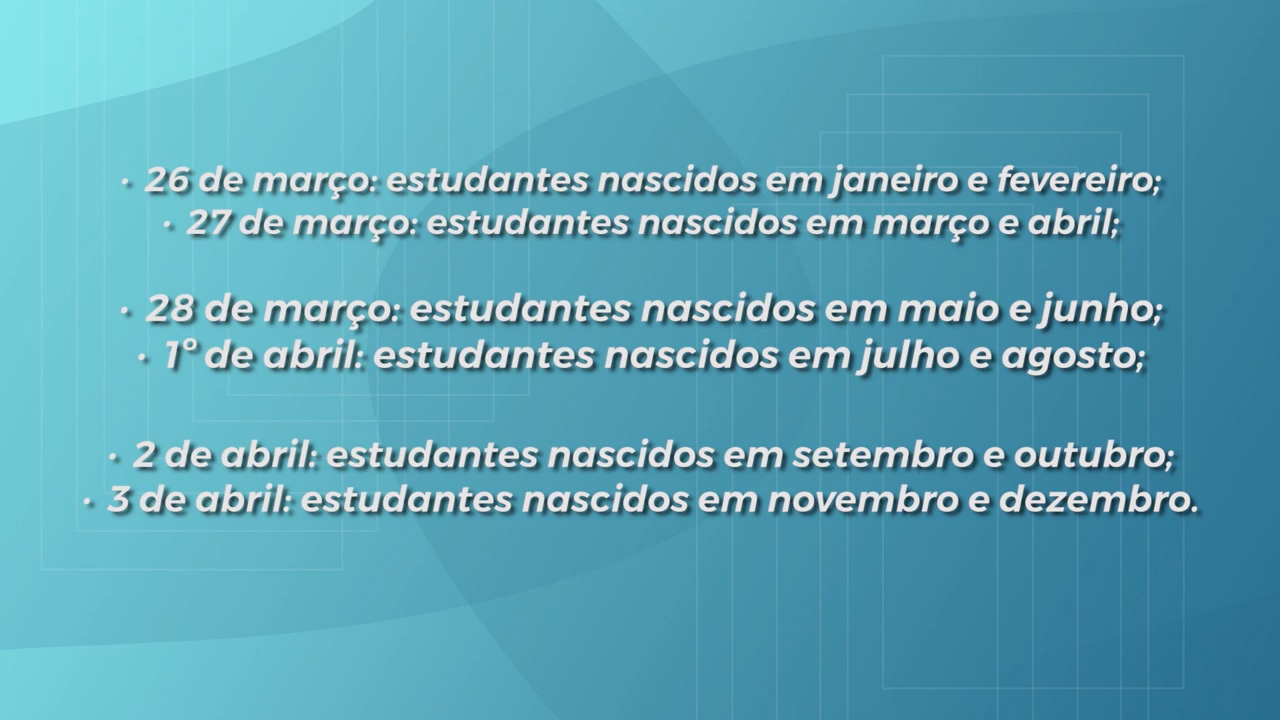 · 26 de março: estudantes nascidos em janeiro e fevereiro;
· 27 de março: estudantes nascidos em março e abril;
· 28 de março: estudantes nascidos em maio e junho;
· 1º de abril: estudantes nascidos em julho e agosto;
· 2 de abril: estudantes nascidos em setembro e outubro;
· 3 de abril: estudantes nascidos em novembro e dezembro.